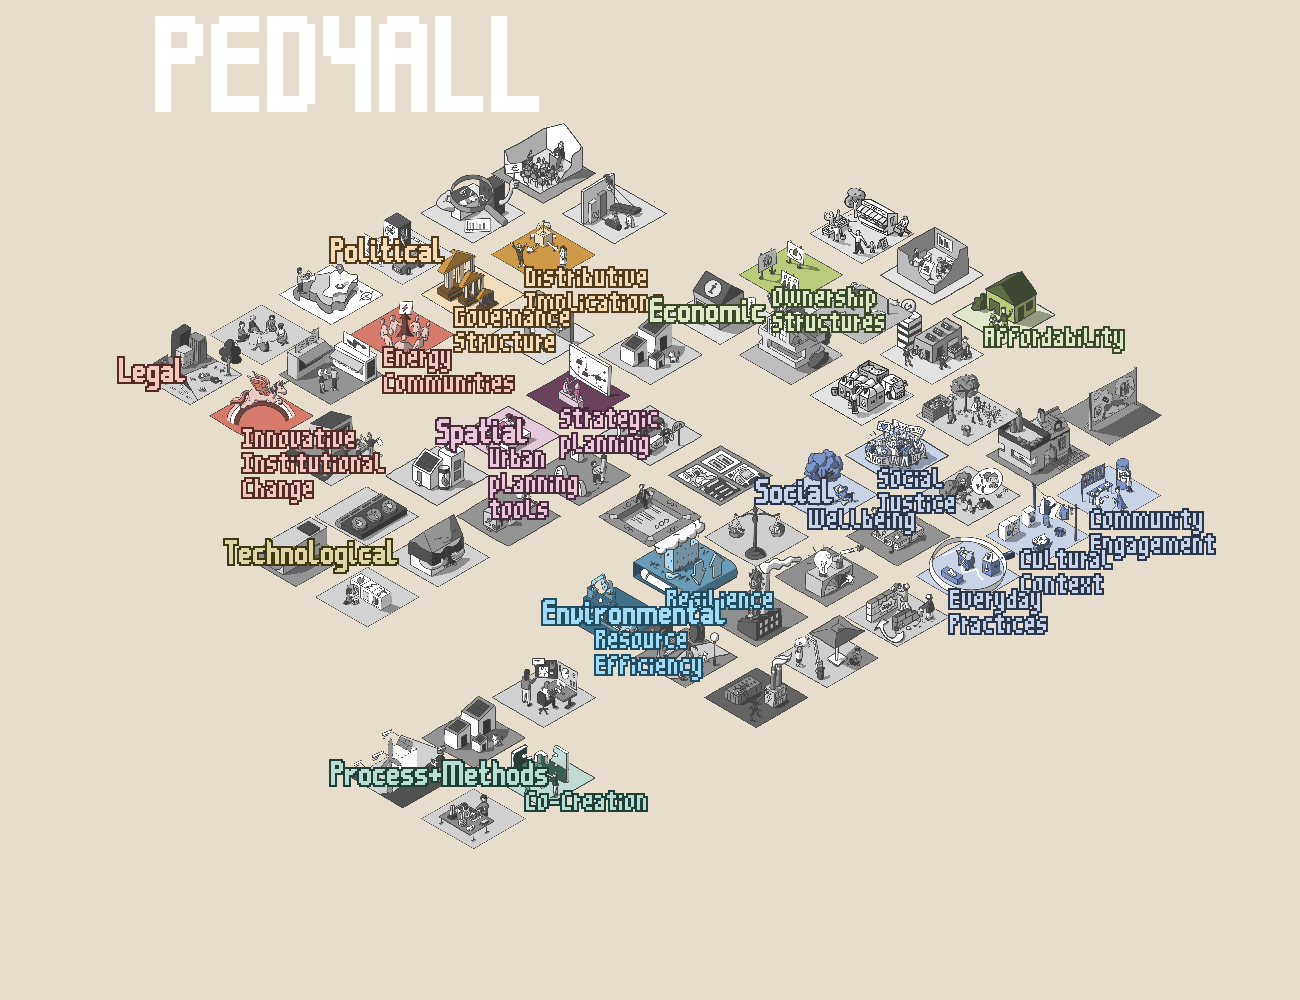 PED4ALL
Political
Distributive
Implication
Governance
Structure
Economic
Ownership
Structures
Affordability
Energy
Communities
Legal
Innovative
Institutional
Change
Strategic
planning
Spatial
Urban
planning
tools
Social
Social
Justice
Wellbeing
Community
Engagement
Cultural
Context
Everyday
Practices
Technological
Resilience
Environmental
Resource
Efficiency
Process+Methods
Co-Creation